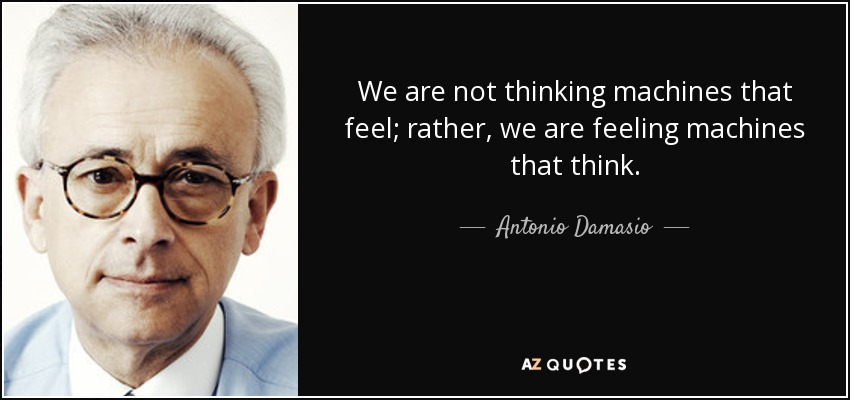 We are not thinking machines that
feel; rather, we are feeling machines
that think.
Antonio Damasio
AZ QUOTES